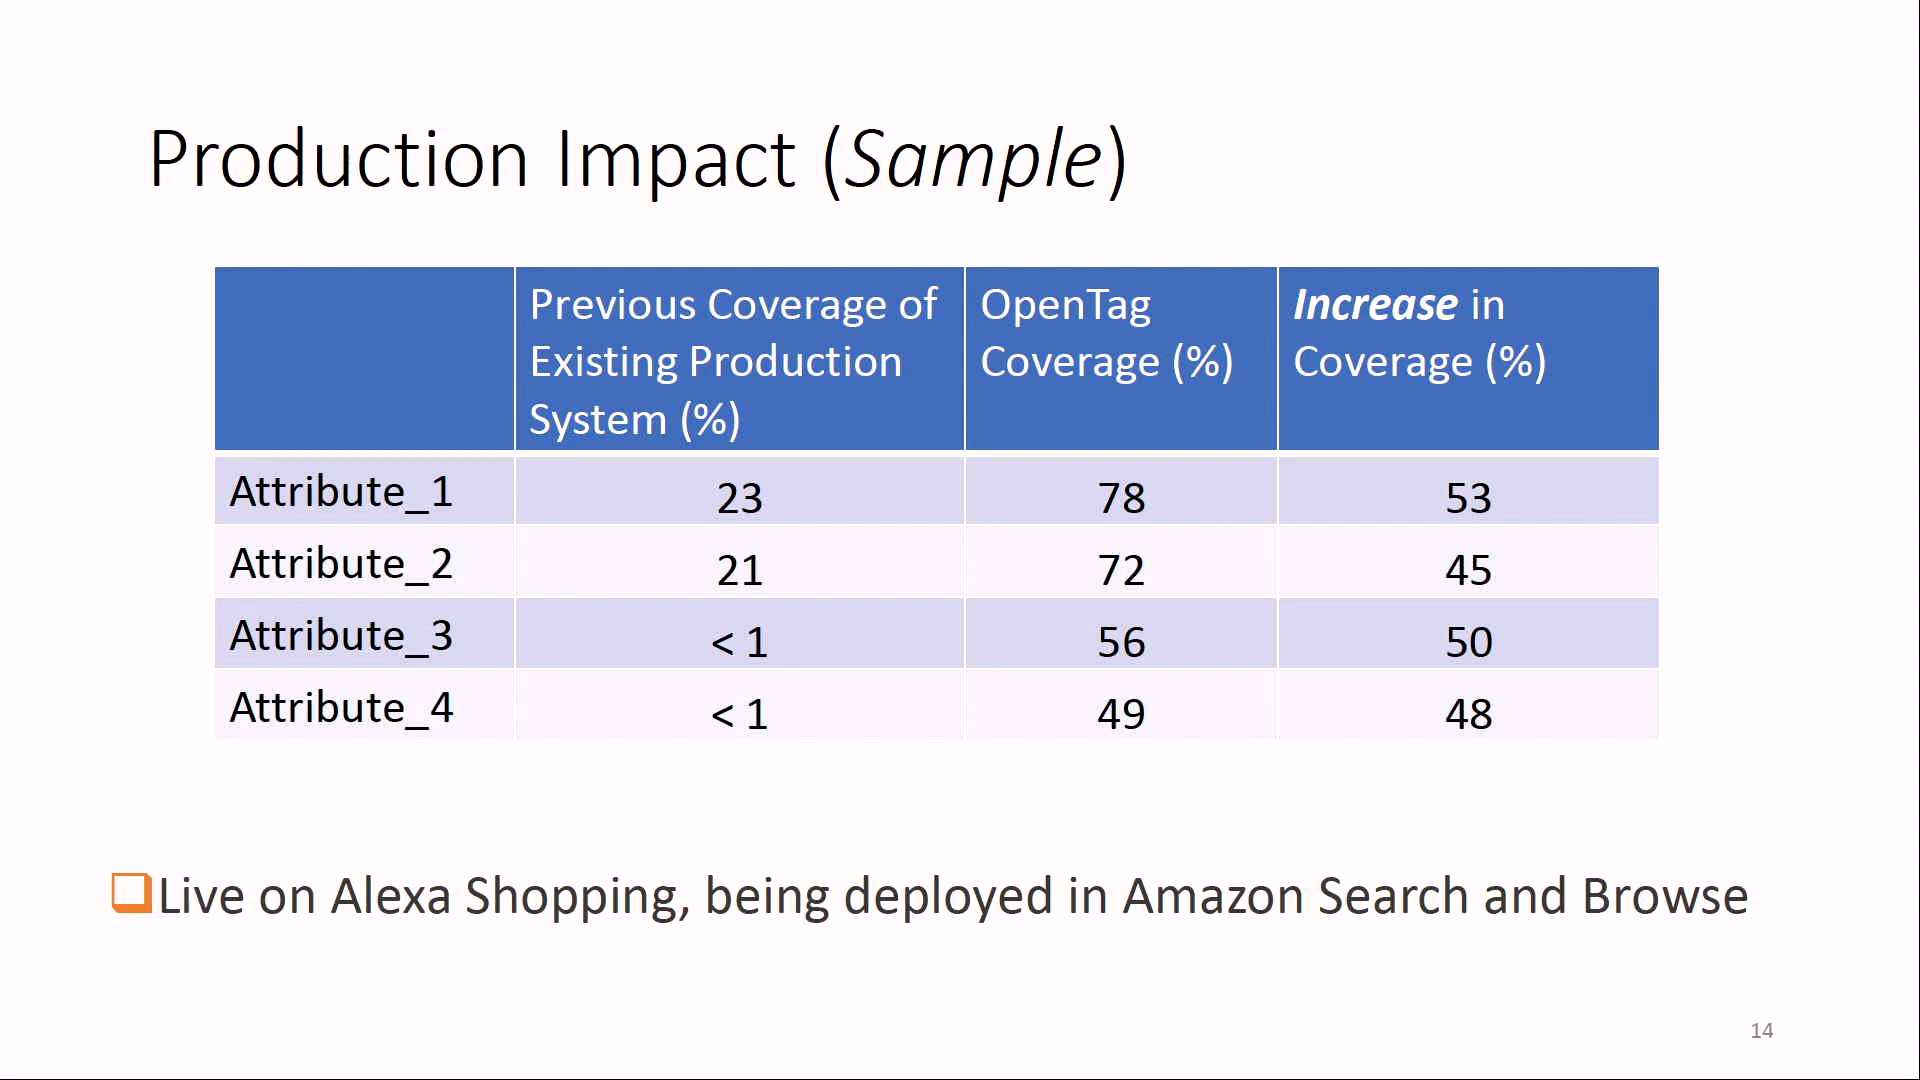 Production Impact (Sample)
Previous Coverage of Existing Production System (%) OpenTag Coverage (%) Increase in Coverage (%)
Attribute_1 23 78 53
Attribute_2 21 72 45
Attribute_3 < 1 56 50
Attribute_4 < 1 49 48
Live on Alexa Shopping, being deployed in Amazon Search and Browse
14